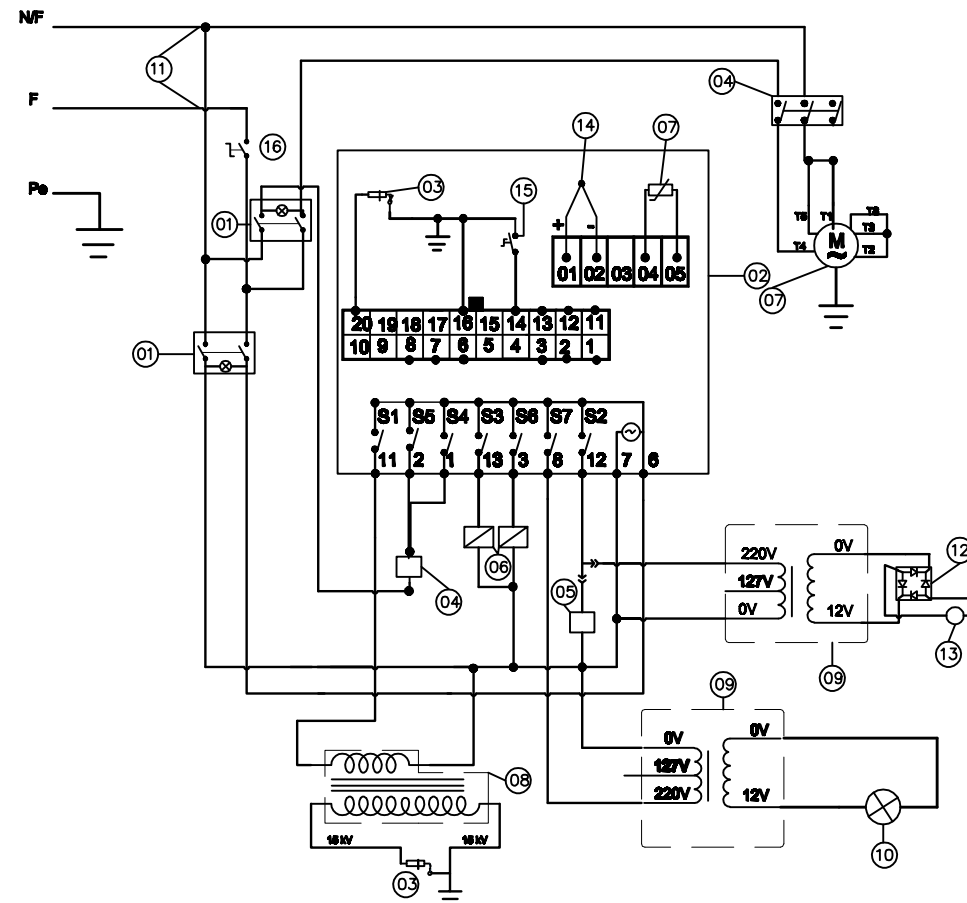 N/F
11
F
04
16
Pe
03
15
14
07
01
+ -
01 02 03 04 05
02
T5 T1 T6
T3
T4 M T2
07
20 19 18 17 16 15 14 13 12 11
10 9 8 7 6 5 4 3 2 1
01
S1 S5 S4 S3 S6 S7 S2
11 2 1 13 3 8 12 7 6
06
04
05
220V 0V
127V
0V 12V
12
13
09
09
0V 0V
127V
220V 12V
08
10
15 KV 15 KV
03